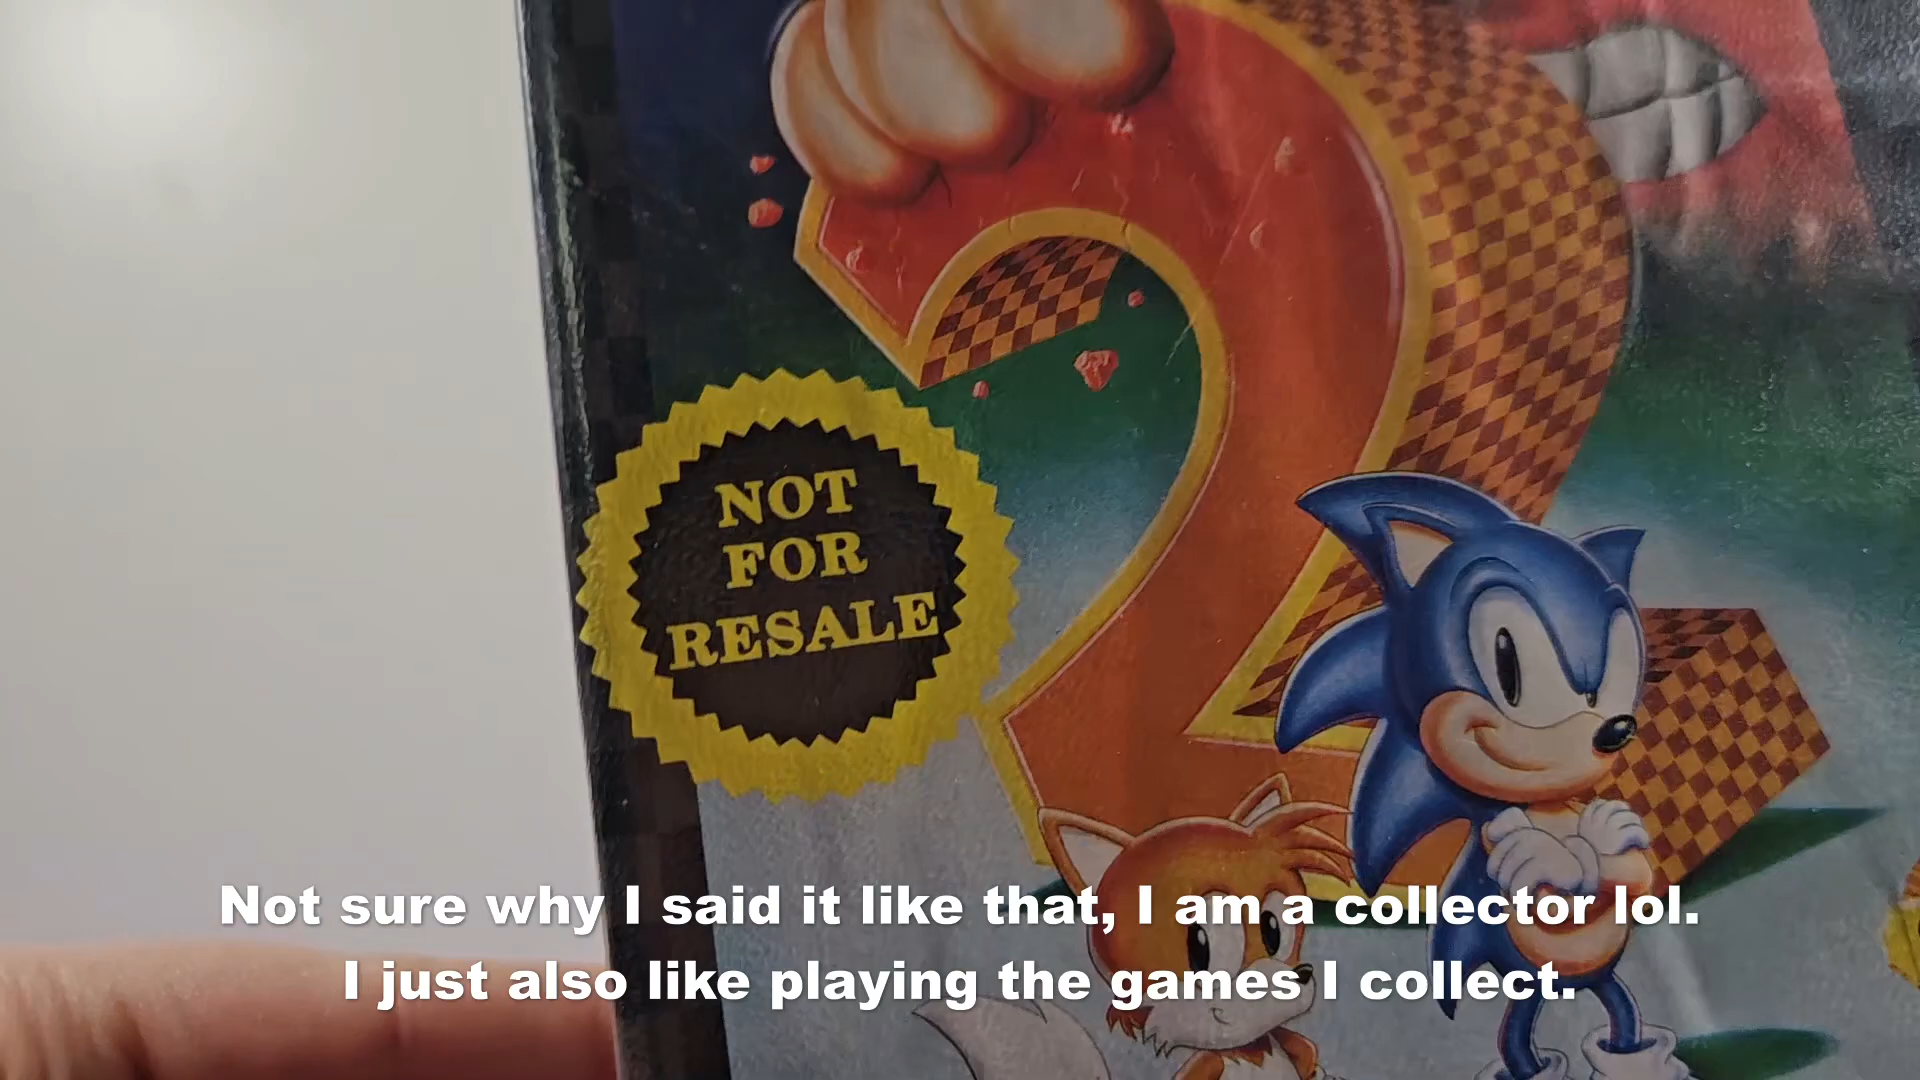 2
NOT
FOR
RESALE
Not sure why I said it like that, I am a collector lol.
I just also like playing the games I collect.